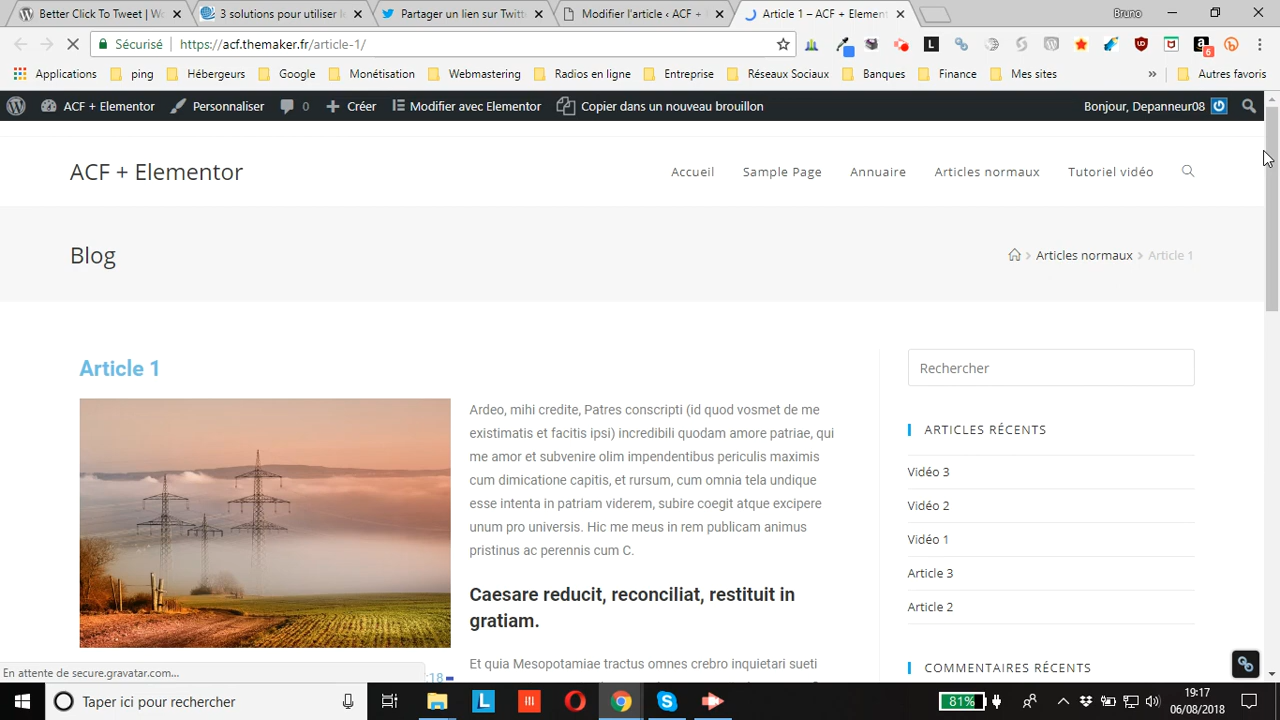 Better Click To Tweet | Wo
3 solutions pour utiliser k
Partager un lien sur Twitt
Modifier l'article ‹ ACF +
Article 1 – ACF + Elemen
Bruno
Sécurisé
https://acf.themaker.fr/article-1/
6
Applications
ping
Hébergeurs
Google
Monétisation
Webmastering
Radios en ligne
Entreprise
Réseaux Sociaux
Banques
Finance
Mes sites
»
Autres favoris
ACF + Elementor
Personnaliser
0
Créer
Modifier avec Elementor
Copier dans un nouveau brouillon
Bonjour, Depanneur08
ACF + Elementor
Accueil
Sample Page
Annuaire
Articles normaux
Tutoriel vidéo
Blog
Articles normaux
Article 1
Article 1
Ardeo, mihi credite, Patres conscripti (id quod vosmet de me
existimatis et facitis ipsi) incredibili quodam amore patriae, qui
me amor et subvenire olim impendentibus periculis maximis
cum dimicatione capitis, et rursum, cum omnia tela undique
esse intenta in patriam viderem, subire coegit atque excipere
unum pro universis. Hic me meus in rem publicam animus
pristinus ac perennis cum C.
Caesare reducit, reconciliat, restituit in
gratiam.
Et quia Mesopotamiae tractus omnes crebro inquietari sueti
Rechercher
ARTICLES RÉCENTS
Vidéo 3
Vidéo 2
Vidéo 1
Article 3
Article 2
COMMENTAIRES RÉCENTS
En attente de secure.gravatar.com...
:18
Taper ici pour rechercher
81%
19:17
06/08/2018